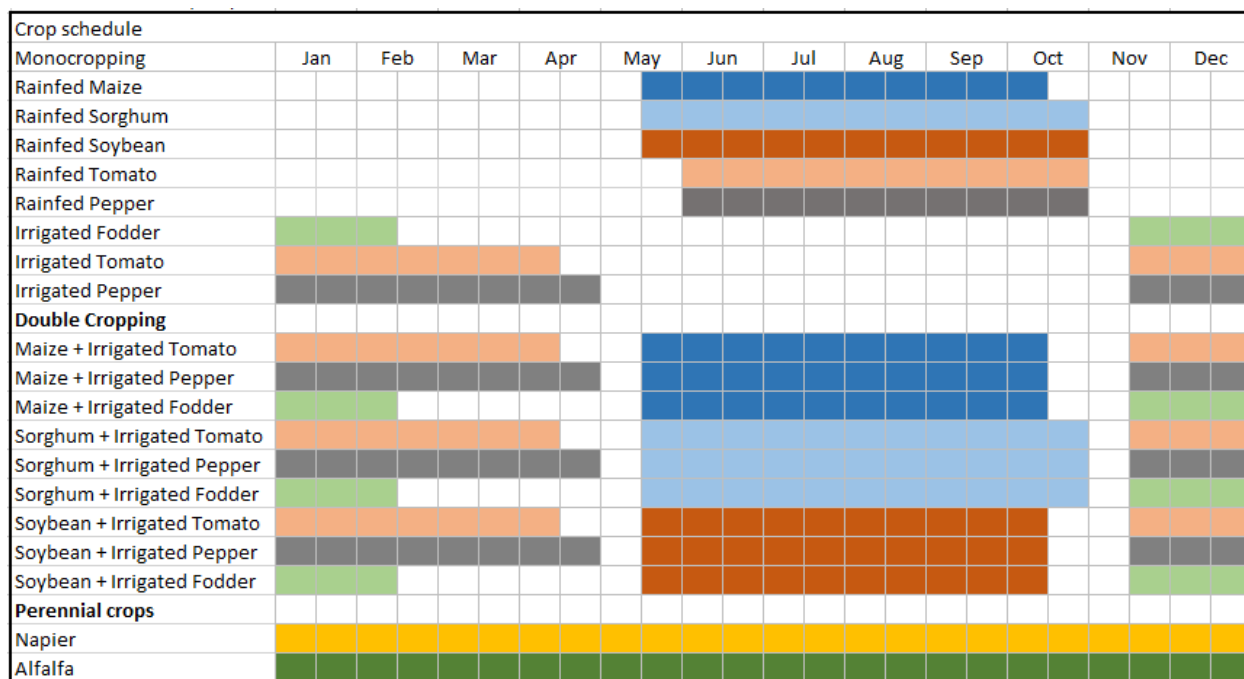 Crop schedule
Monocropping Jan Feb Mar Apr May Jun Jul Aug Sep Oct Nov Dec
Rainfed Maize
Rainfed Sorghum
Rainfed Soybean
Rainfed Tomato
Rainfed Pepper
Irrigated Fodder
Irrigated Tomato
Irrigated Pepper
Double Cropping
Maize + Irrigated Tomato
Maize + Irrigated Pepper
Maize + Irrigated Fodder
Sorghum + Irrigated Tomato
Sorghum + Irrigated Pepper
Sorghum + Irrigated Fodder
Soybean + Irrigated Tomato
Soybean + Irrigated Pepper
Soybean + Irrigated Fodder
Perennial crops
Napier
Alfalfa